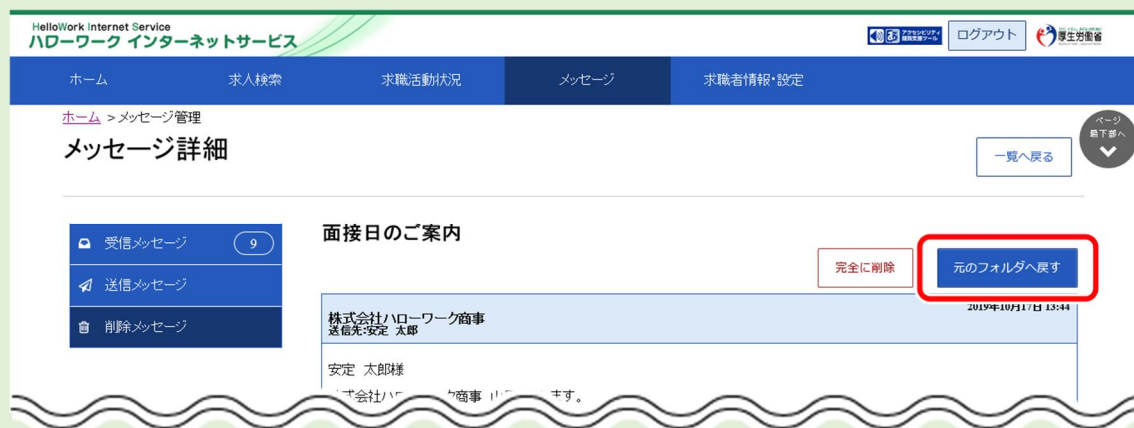 HelloWork Internet Service
ハローワーク インターネットサービス
ログアウト
厚生労働省
ホーム 求人検索 求職活動状況 メッセージ 求職者情報・設定
ホーム >メッセージ管理
ページ
最下部へ
メッセージ詳細
一覧へ戻る
受信メッセージ 9
送信メッセージ
削除メッセージ
面接日のご案内
完全に削除 元のフォルダへ戻す
株式会社ハローワーク商事 2019年10月17日 13:44
送信先:安定 太郎
安定 太郎様